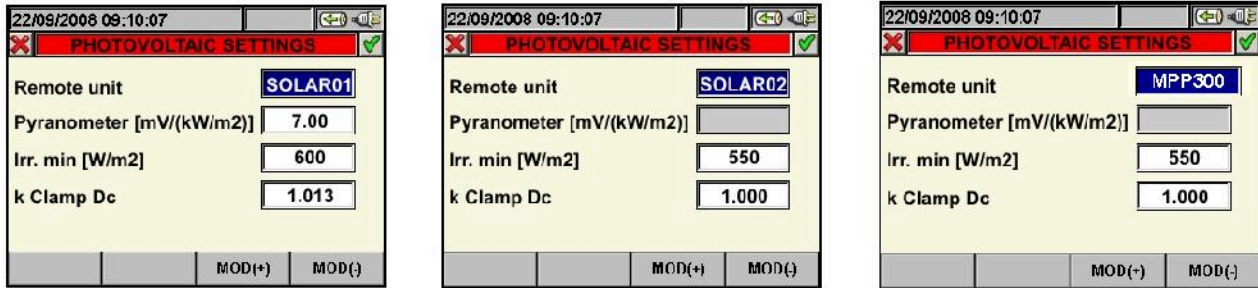 22/09/2008 09:10:07
PHOTOVOLTAIC SETTINGS
Remote unit SOLAR01
Pyranometer [mV/(kW/m2)] 7.00
Irr. min [W/m2] 600
k Clamp Dc 1.013
MOD(+) MOD(-)
22/09/2008 09:10:07
PHOTOVOLTAIC SETTINGS
Remote unit SOLAR02
Pyranometer [mV/(kW/m2)]
Irr. min [W/m2] 550
k Clamp Dc 1.000
MOD(+) MOD(-)
22/09/2008 09:10:07
PHOTOVOLTAIC SETTINGS
Remote unit MPP300
Pyranometer [mV/(kW/m2)]
Irr. min [W/m2] 550
k Clamp Dc 1.000
MOD(+) MOD(-)